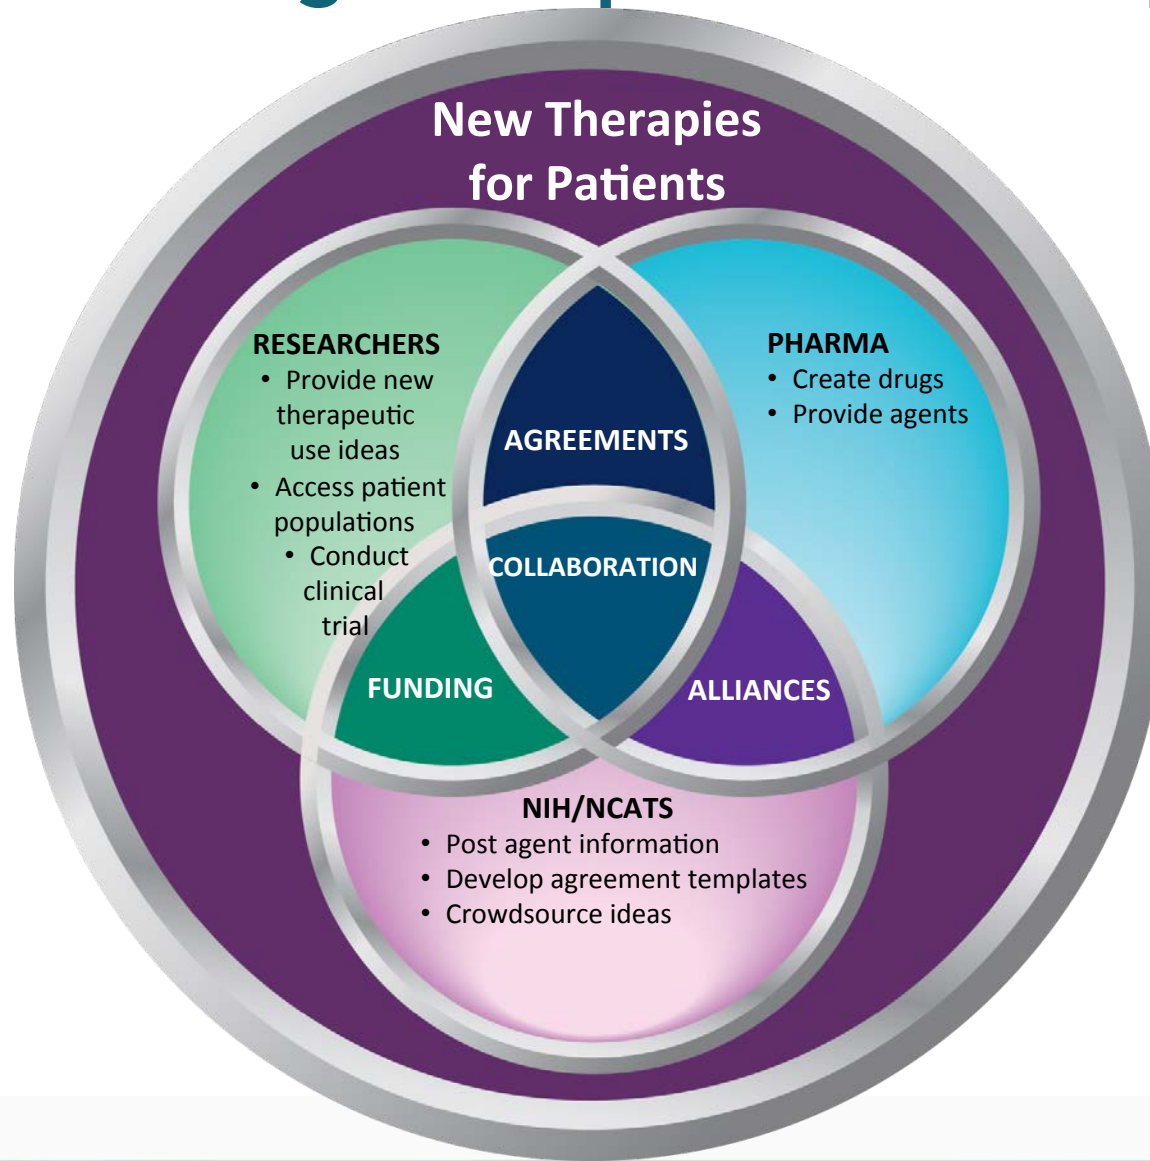 New Therapies
for Patients
RESEARCHERS
• Provide new
therapeutic
use ideas
• Access patient
populations
• Conduct
clinical
trial
PHARMA
• Create drugs
• Provide agents
AGREEMENTS
COLLABORATION
FUNDING
ALLIANCES
NIH/NCATS
• Post agent information
• Develop agreement templates
• Crowdsource ideas